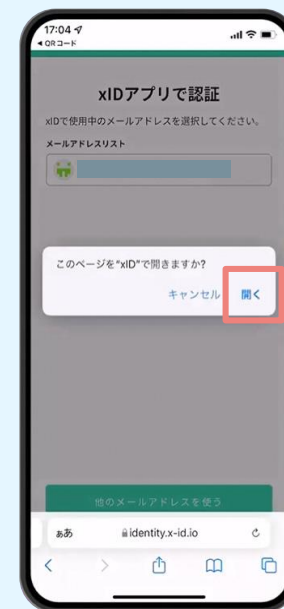 17:04
◀ QRコード
xIDアプリで認証
xIDで使用中のメールアドレスを選択してください。
メールアドレスリスト
このページを"xID"で開きますか?
キャンセル 開く
他のメールアドレスを使う
ぁあ identity.x-id.io